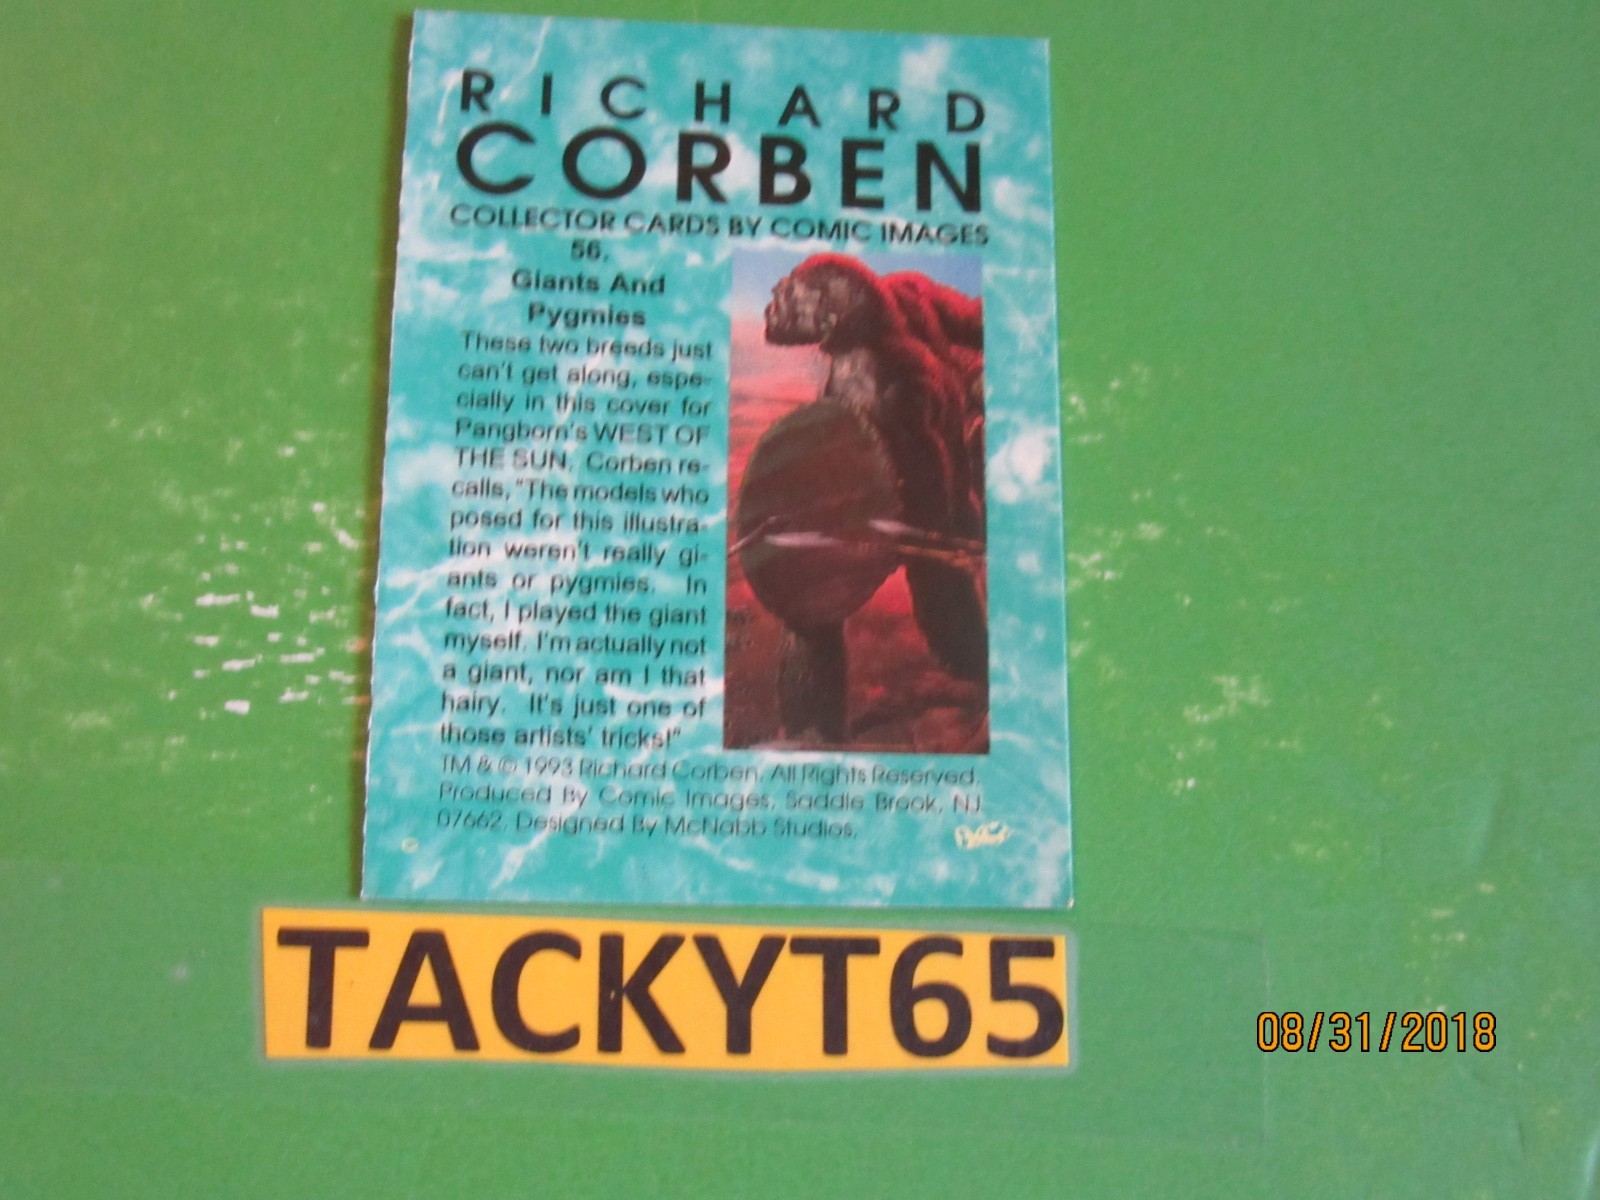 RICHARD
CORBEN
COLLECTOR CARDS BY COMIC IMAGES
56.
Giants And
Pygmies
These two breeds just
can't get along, espe-
cially in this cover for
Pangborn's WEST OF
THE SUN. Corben re-
calls, "The models who
posed for this illustra-
tion weren't really gi-
ants or pygmies. In
fact, I played the giant
myself. I'm actually not
a giant, nor am I that
hairy. It's just one of
those artists' tricks!"
TM & © 1993 Richard Corben. All Rights Reserved.
Produced By Comic Images, Saddle Brook, NJ
07662. Designed By McNabb Studios.
TACKYT65
08/31/2018